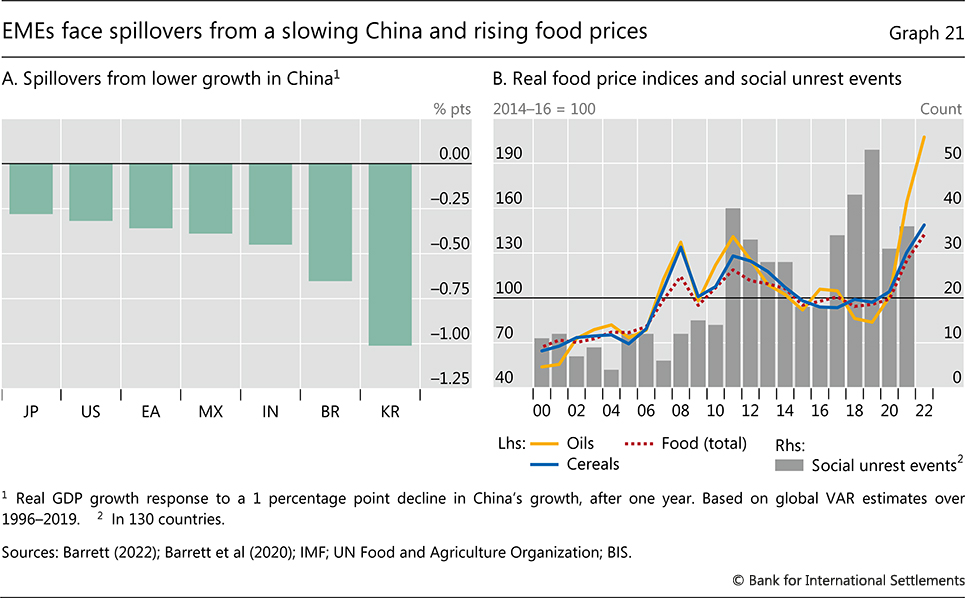 EMEs face spillovers from a slowing China and rising food prices
Graph 21
A. Spillovers from lower growth in China1
B. Real food price indices and social unrest events
% pts
2014–16 = 100
Count
0.00
–0.25
–0.50
–0.75
–1.00
–1.25
JP US EA MX IN BR KR
190
160
130
100
70
40
50
40
30
20
10
0
00 02 04 06 08 10 12 14 16 18 20 22
Lhs: Oils Food (total)
Cereals
Rhs:
Social unrest events2
1 Real GDP growth response to a 1 percentage point decline in China’s growth, after one year. Based on global VAR estimates over
1996–2019. 2 In 130 countries.
Sources: Barrett (2022); Barrett et al (2020); IMF; UN Food and Agriculture Organization; BIS.
© Bank for International Settlements